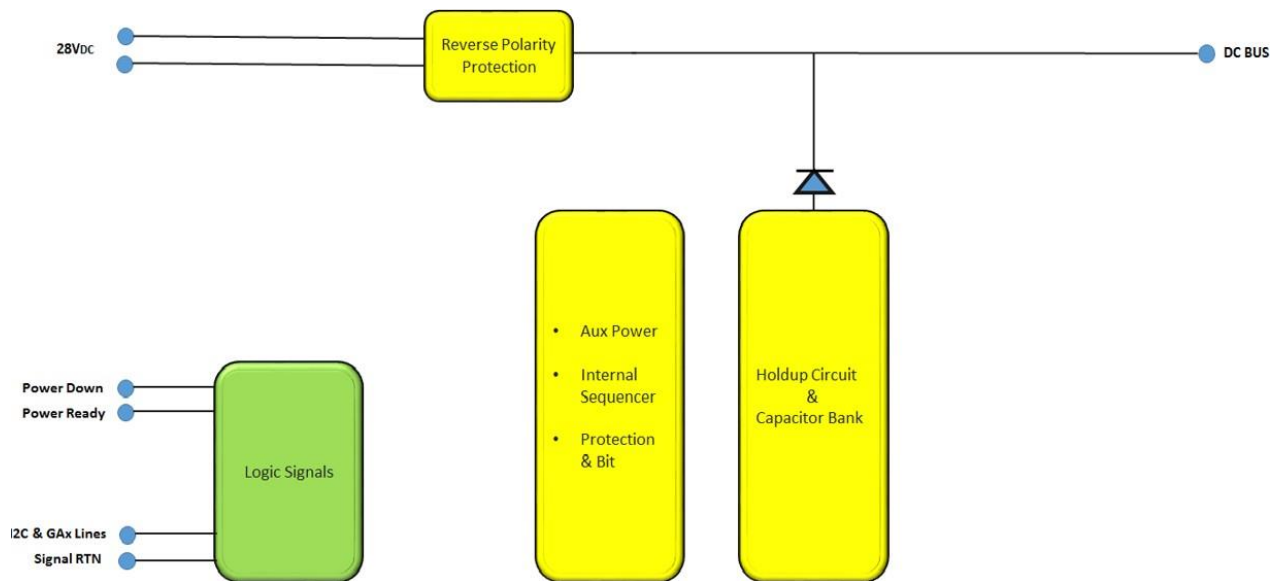 28VDC
Reverse Polarity
Protection
DC BUS
• Aux Power
• Internal
Sequencer
• Protection
& Bit
Holdup Circuit
&
Capacitor Bank
Power Down
Power Ready
Logic Signals
I2C & GAx Lines
Signal RTN